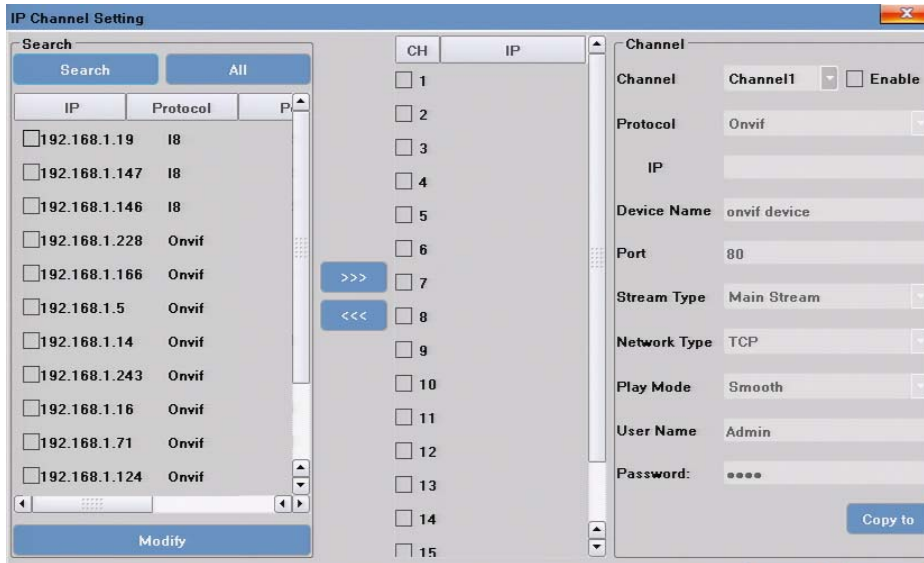 IP Channel Setting
Search
Search All
IP Protocol
192.168.1.19 I8
192.168.1.147 I8
192.168.1.146 I8
192.168.1.228 Onvif
192.168.1.166 Onvif
192.168.1.5 Onvif
192.168.1.14 Onvif
192.168.1.243 Onvif
192.168.1.16 Onvif
192.168.1.71 Onvif
192.168.1.124 Onvif
Modify
>>>
<<<
CH IP
1
2
3
4
5
6
7
8
9
10
11
12
13
14
15
Channel
Channel Channel1 Enable
Protocol Onvif
IP
Device Name onvif device
Port 80
Stream Type Main Stream
Network Type TCP
Play Mode Smooth
User Name Admin
Password: ●●●●
Copy to